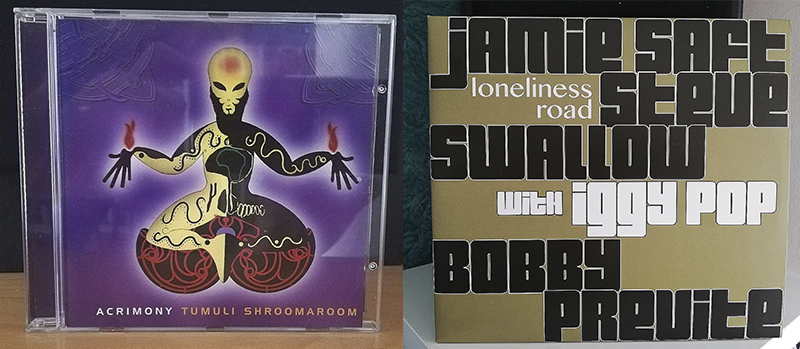 ACRIMONY TUMULI SHROOMAROOM
Jamie Saft
loneliness
road
Steve
Swallow
with iggy pop
Bobby
Previte